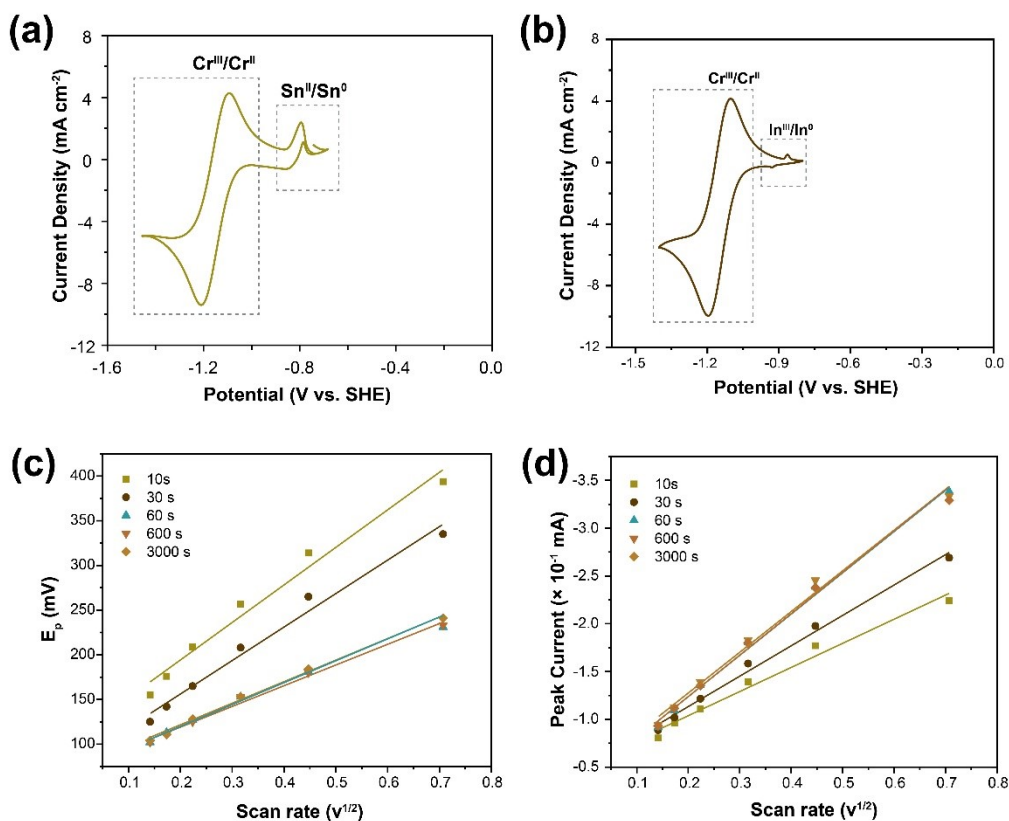 (a)
8
4
0
-4
-8
-12
Current Density (mA cm⁻²)
Crᴵᴵᴵ/Crᴵᴵ
Snᴵᴵ/Sn⁰
-1.6
-1.2
-0.8
-0.4
0.0
Potential (V vs. SHE)
(b)
8
4
0
-4
-8
-12
Current Density (mA cm⁻²)
Crᴵᴵᴵ/Crᴵᴵ
Inᴵᴵᴵ/In⁰
-1.5
-1.2
-0.9
-0.6
-0.3
0.0
Potential (V vs. SHE)
(c)
400
350
300
250
200
150
100
Eₚ (mV)
10s
30 s
60 s
600 s
3000 s
0.1
0.2
0.3
0.4
0.5
0.6
0.7
0.8
Scan rate (v¹ᐟ²)
(d)
-3.5
-3.0
-2.5
-2.0
-1.5
-1.0
-0.5
Peak Current (× 10⁻¹ mA)
10s
30 s
60 s
600 s
3000 s
0.1
0.2
0.3
0.4
0.5
0.6
0.7
0.8
Scan rate (v¹ᐟ²)